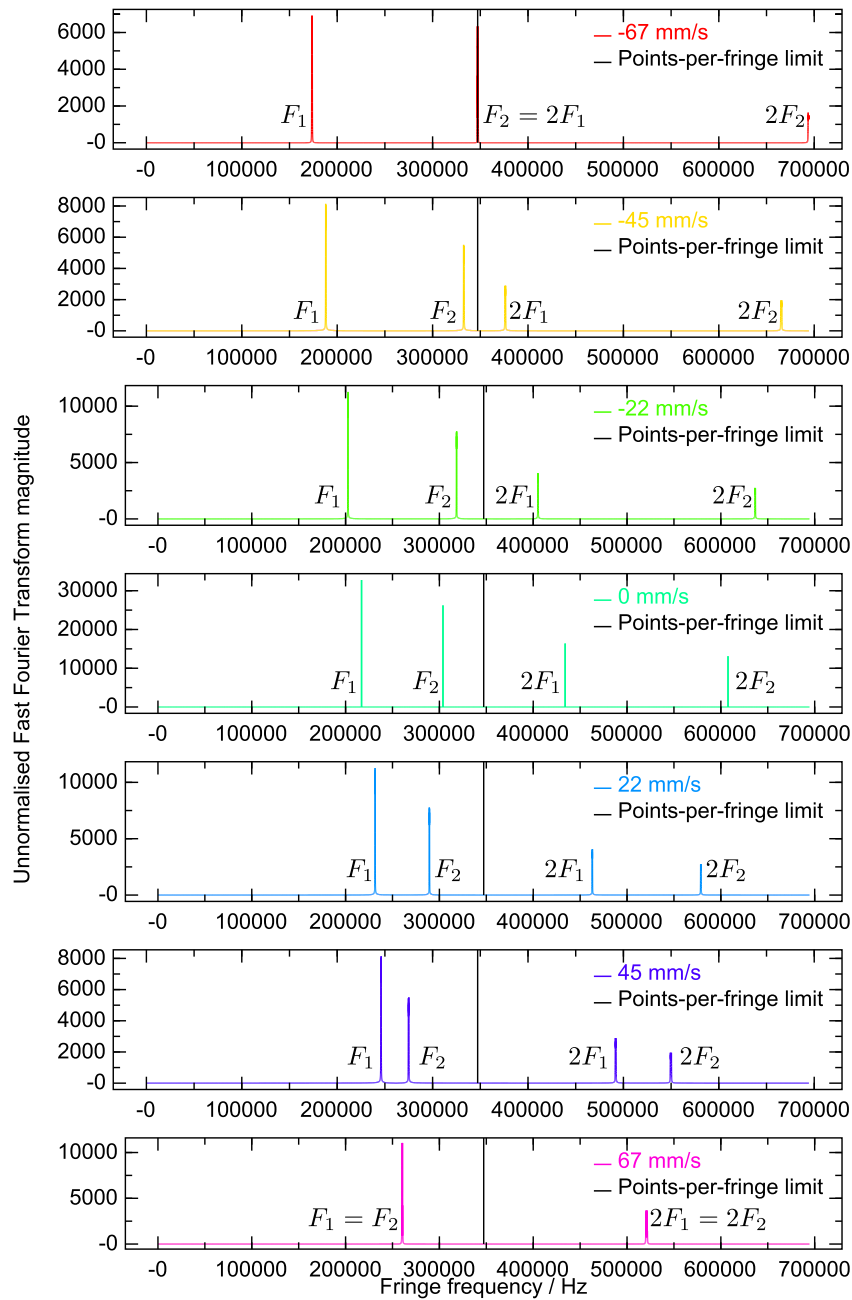 Unnormalised Fast Fourier Transform magnitude
-67 mm/s
Points-per-fringe limit
6000
4000
2000
-0
F₁
F₂ = 2F₁
2F₂
-0 100000 200000 300000 400000 500000 600000 700000
-45 mm/s
Points-per-fringe limit
8000
6000
4000
2000
-0
F₁
F₂
2F₁
2F₂
-0 100000 200000 300000 400000 500000 600000 700000
-22 mm/s
Points-per-fringe limit
10000
5000
-0
F₁
F₂
2F₁
2F₂
-0 100000 200000 300000 400000 500000 600000 700000
0 mm/s
Points-per-fringe limit
30000
20000
10000
-0
F₁
F₂
2F₁
2F₂
-0 100000 200000 300000 400000 500000 600000 700000
22 mm/s
Points-per-fringe limit
10000
5000
-0
F₁
F₂
2F₁
2F₂
-0 100000 200000 300000 400000 500000 600000 700000
45 mm/s
Points-per-fringe limit
8000
6000
4000
2000
-0
F₁
F₂
2F₁
2F₂
-0 100000 200000 300000 400000 500000 600000 700000
67 mm/s
Points-per-fringe limit
10000
5000
-0
F₁ = F₂
2F₁ = 2F₂
-0 100000 200000 300000 400000 500000 600000 700000
Fringe frequency / Hz